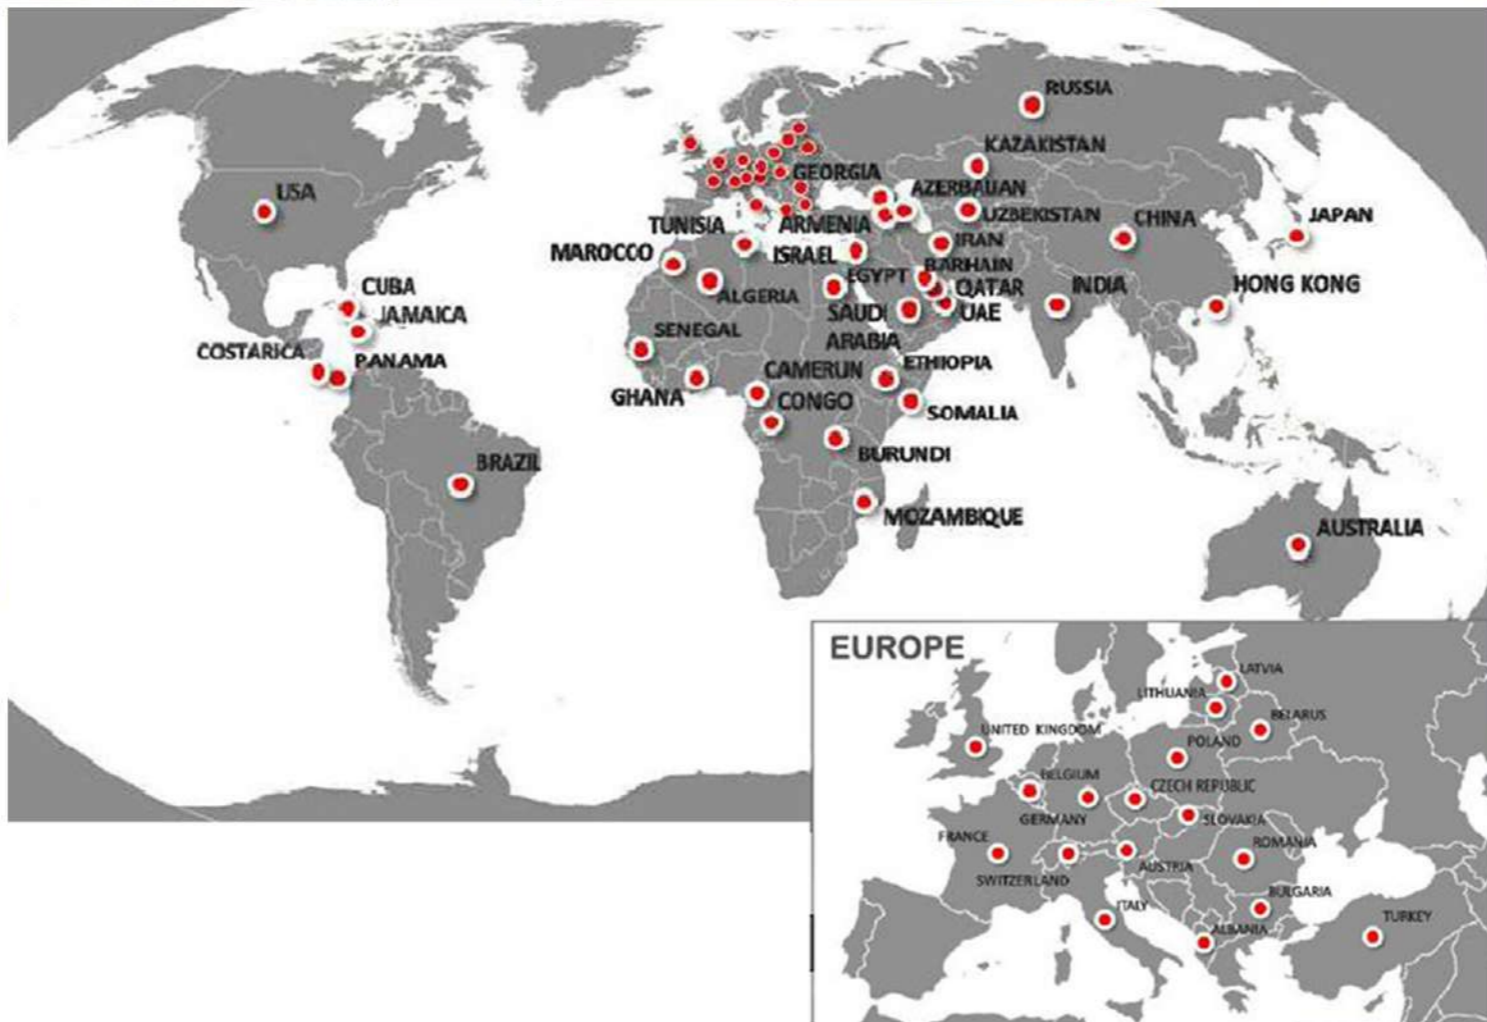 RUSSIA
KAZAKISTAN
GEORGIA
AZERBAIJAN
USA
UZBEKISTAN
CHINA
JAPAN
TUNISIA
ARMENIA
MAROCCO
ISRAEL
IRAN
BARHAIN
EGYPT
QATAR
INDIA
HONG KONG
CUBA
ALGERIA
JAMAICA
SAUDI
ARABIA
UAE
SENEGAL
COSTARICA
PANAMA
CAMERUN
ETHIOPIA
GHANA
CONGO
SOMALIA
BURUNDI
BRAZIL
MOZAMBIQUE
AUSTRALIA
EUROPE
LATVIA
LITHUANIA
BELARUS
UNITED KINGDOM
POLAND
BELGIUM
CZECH REPUBLIC
GERMANY
SLOVAKIA
FRANCE
ROMANIA
AUSTRIA
SWITZERLAND
BULGARIA
ITALY
TURKEY
ALBANIA